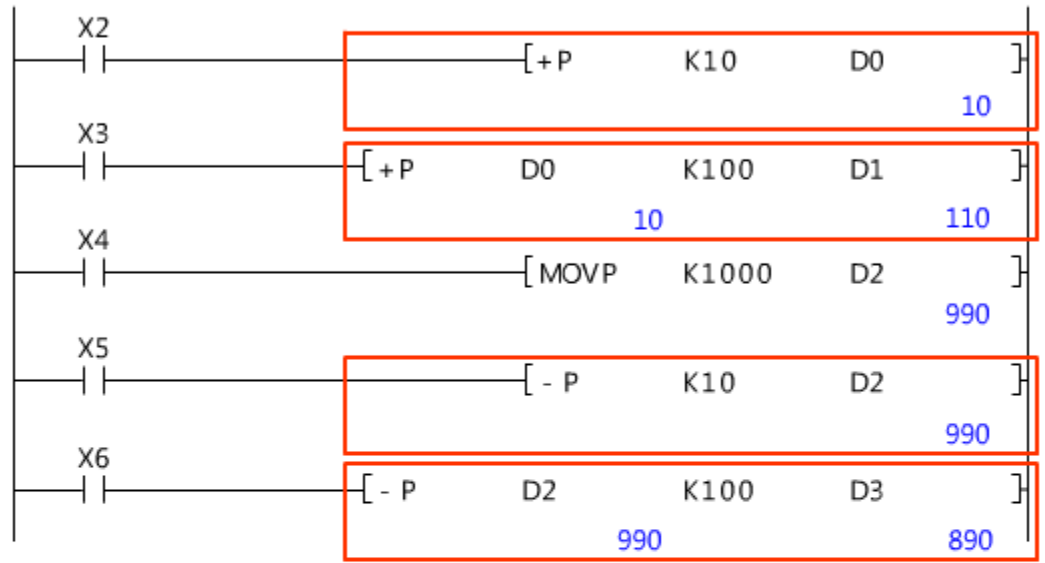 X2
[+P K10 D0 ]
10
X3
[+P D0 K100 D1 ]
10 110
X4
[MOVP K1000 D2 ]
990
X5
[- P K10 D2 ]
990
X6
[- P D2 K100 D3 ]
990 890